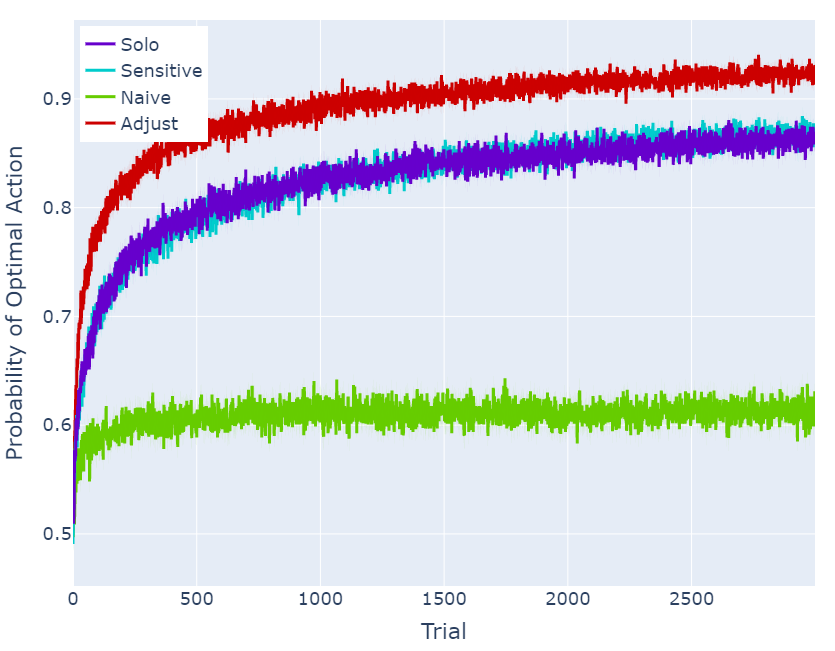 Solo
Sensitive
Naive
Adjust
Probability of Optimal Action
0.9
0.8
0.7
0.6
0.5
0
500
1000
1500
2000
2500
Trial